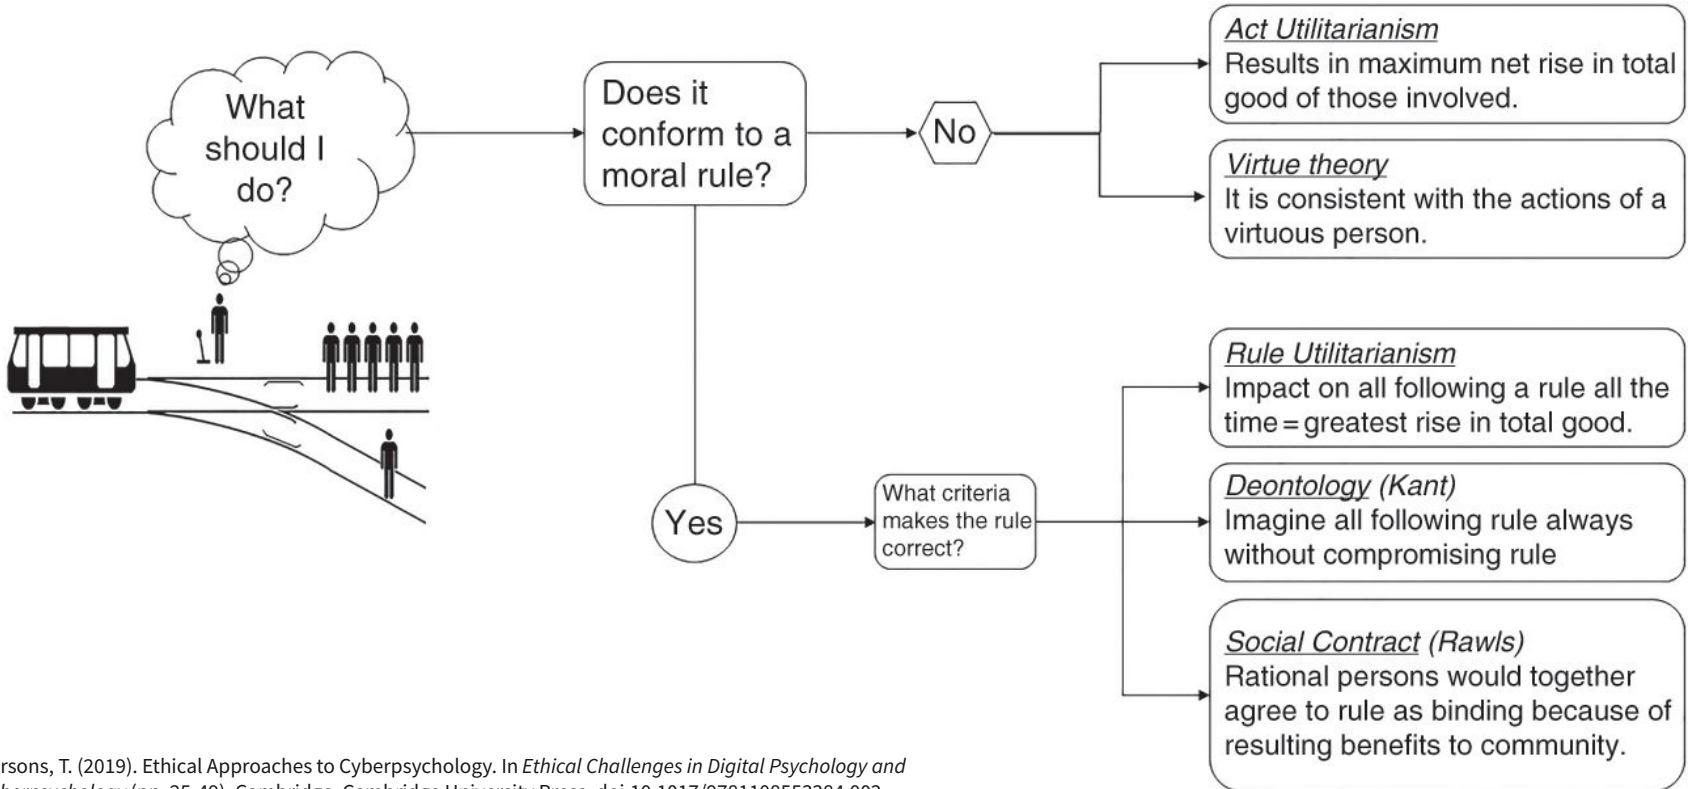 What
should I
do?
Does it
conform to a
moral rule?
No
Act Utilitarianism
Results in maximum net rise in total
good of those involved.
Virtue theory
It is consistent with the actions of a
virtuous person.
Yes
What criteria
makes the rule
correct?
Rule Utilitarianism
Impact on all following a rule all the
time = greatest rise in total good.
Deontology (Kant)
Imagine all following rule always
without compromising rule
Social Contract (Rawls)
Rational persons would together
agree to rule as binding because of
resulting benefits to community.
rsons, T. (2019). Ethical Approaches to Cyberpsychology. In Ethical Challenges in Digital Psychology and